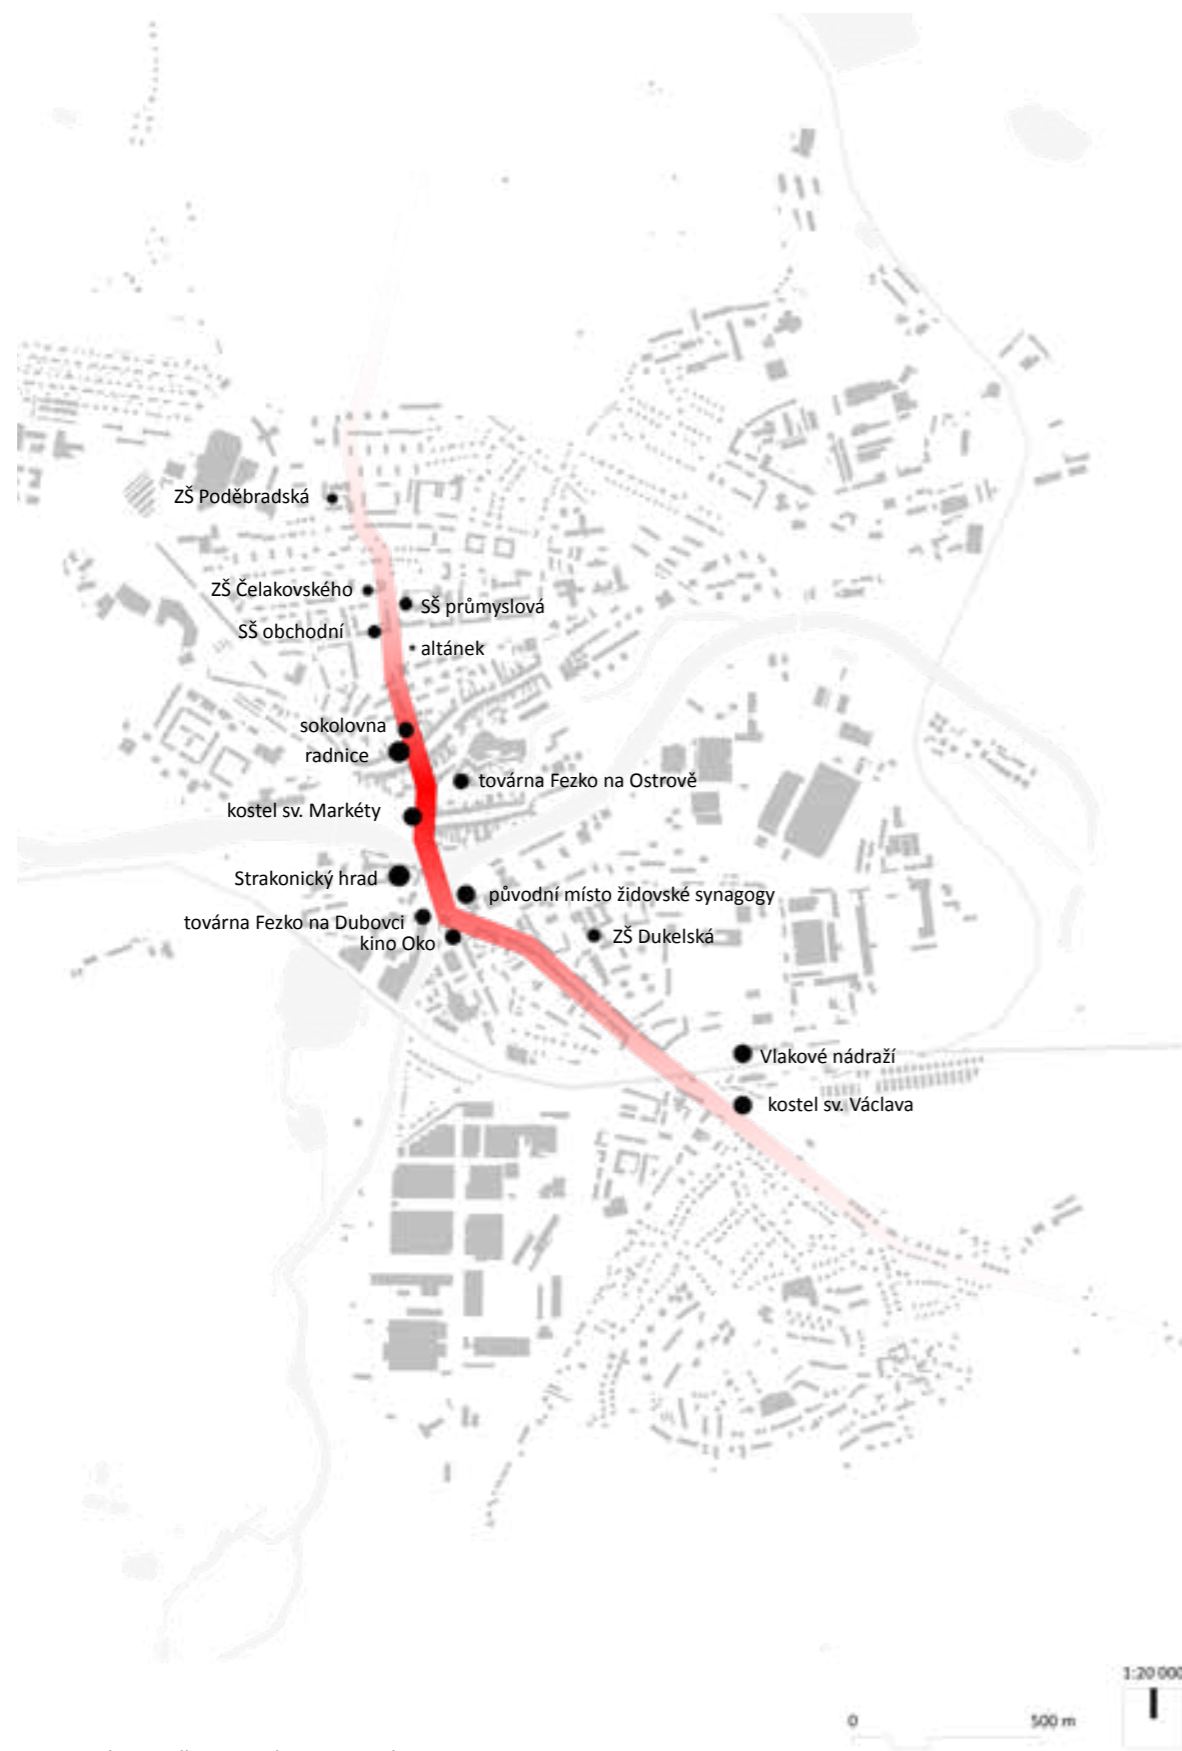 ZŠ Poděbradská
ZŠ Čelakovského
SŠ průmyslová
SŠ obchodní
altánek
sokolovna
radnice
továrna Fezko na Ostrově
kostel sv. Markéty
Strakonický hrad
původní místo židovské synagogy
továrna Fezko na Dubovci
ZŠ Dukelská
kino Oko
Vlakové nádraží
kostel sv. Václava
1:20 000
0 500 m